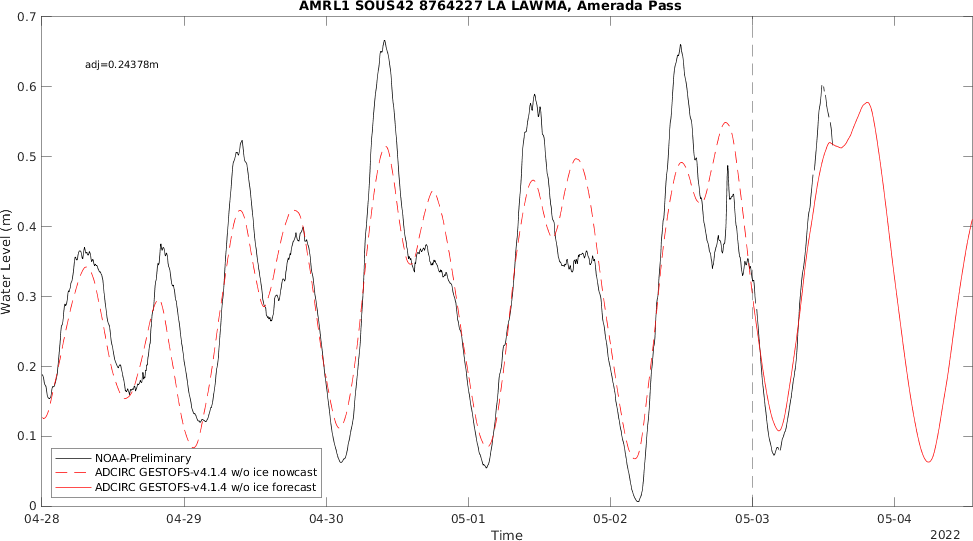 AMRL1 SOUS42 8764227 LA LAWMA, Amerada Pass
0.7
adj=0.24378m
0.6
0.5
0.4
Water Level (m)
0.3
0.2
0.1
NOAA-Preliminary
ADCIRC GESTOFS-v4.1.4 w/o ice nowcast
ADCIRC GESTOFS-v4.1.4 w/o ice forecast
0
04-28 04-29 04-30 05-01 05-02 05-03 05-04
Time
2022